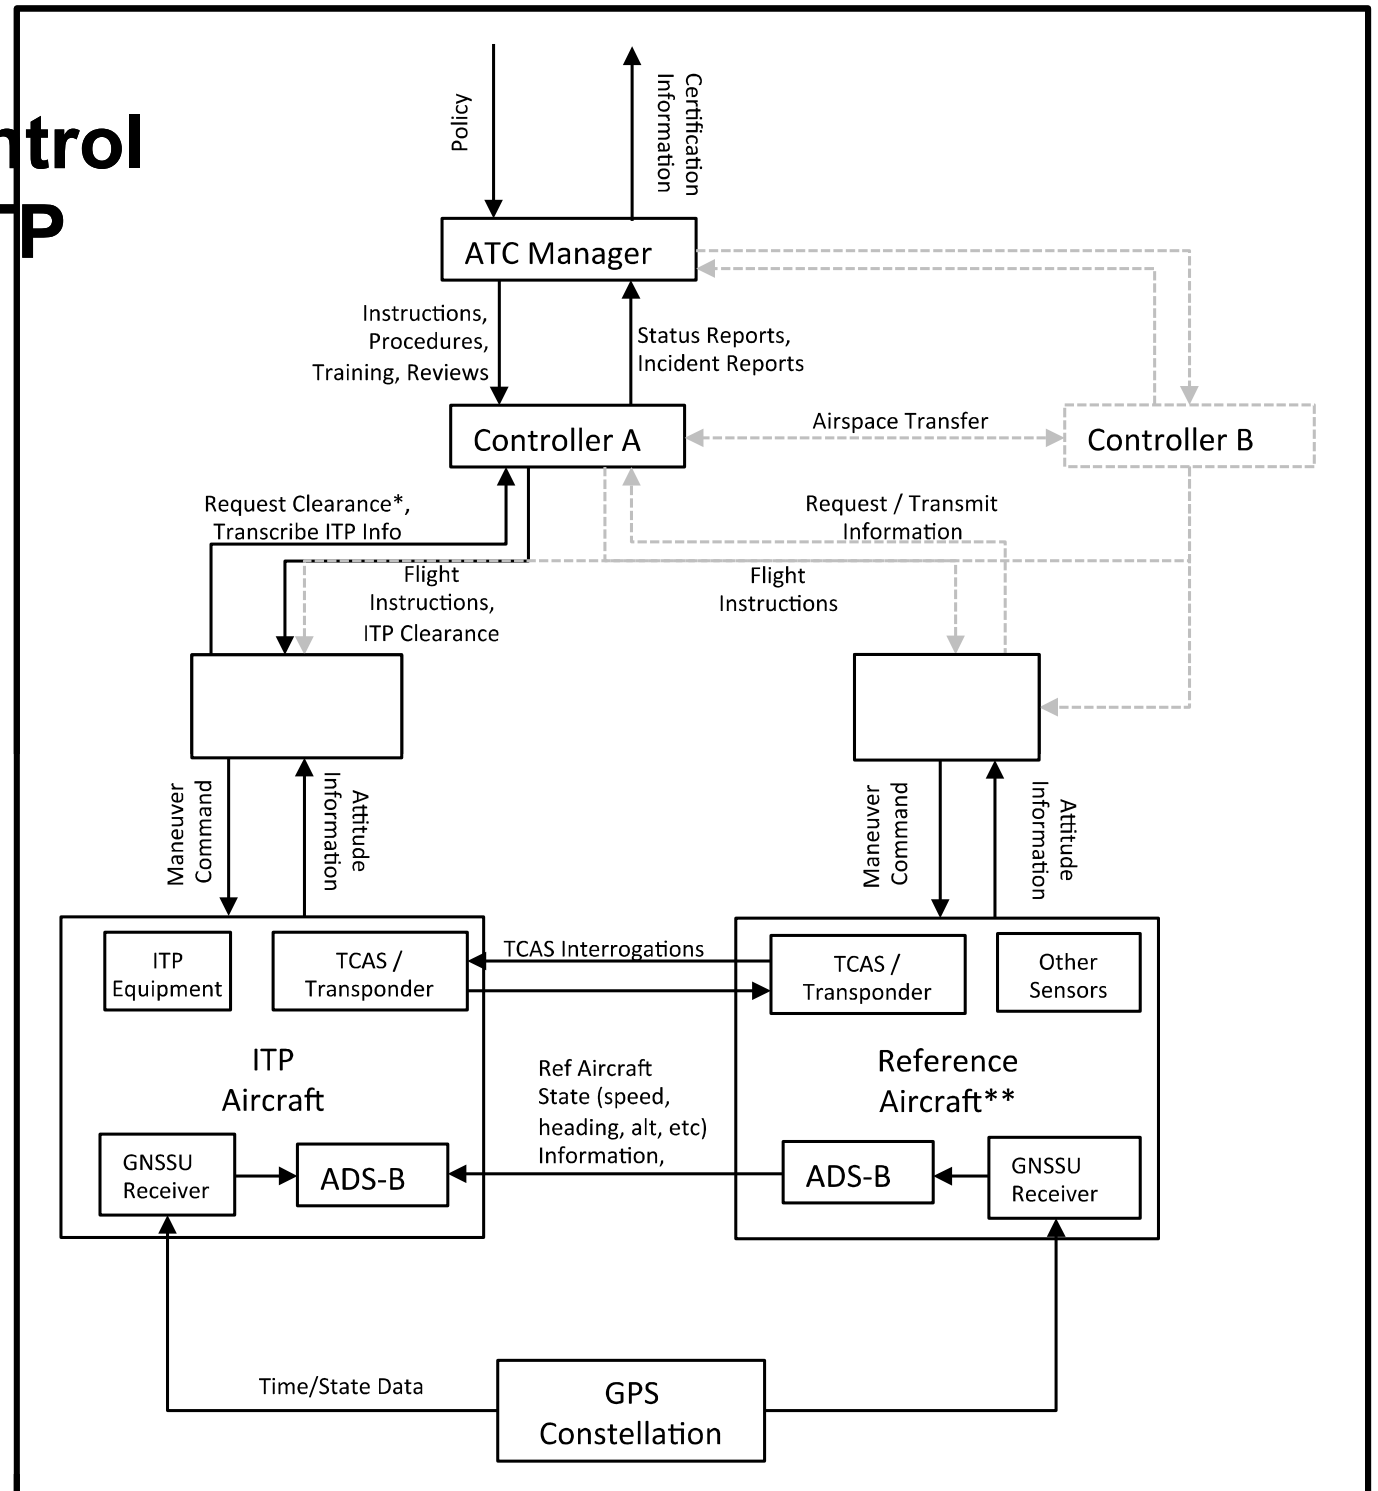 Policy
Certification
Information
trol
P
ATC Manager
Instructions,
Procedures,
Training, Reviews
Status Reports,
Incident Reports
Controller A
Airspace Transfer
Controller B
Request Clearance*,
Transcribe ITP Info
Request / Transmit
Information
Flight
Instructions,
ITP Clearance
Flight
Instructions
Maneuver
Command
Attitude
Information
Maneuver
Command
Attitude
Information
ITP
Equipment
TCAS /
Transponder
TCAS Interrogations
TCAS /
Transponder
Other
Sensors
ITP
Aircraft
Ref Aircraft
State (speed,
heading, alt, etc)
Information,
Reference
Aircraft**
GNSSU
Receiver
ADS-B
ADS-B
GNSSU
Receiver
Time/State Data
GPS
Constellation